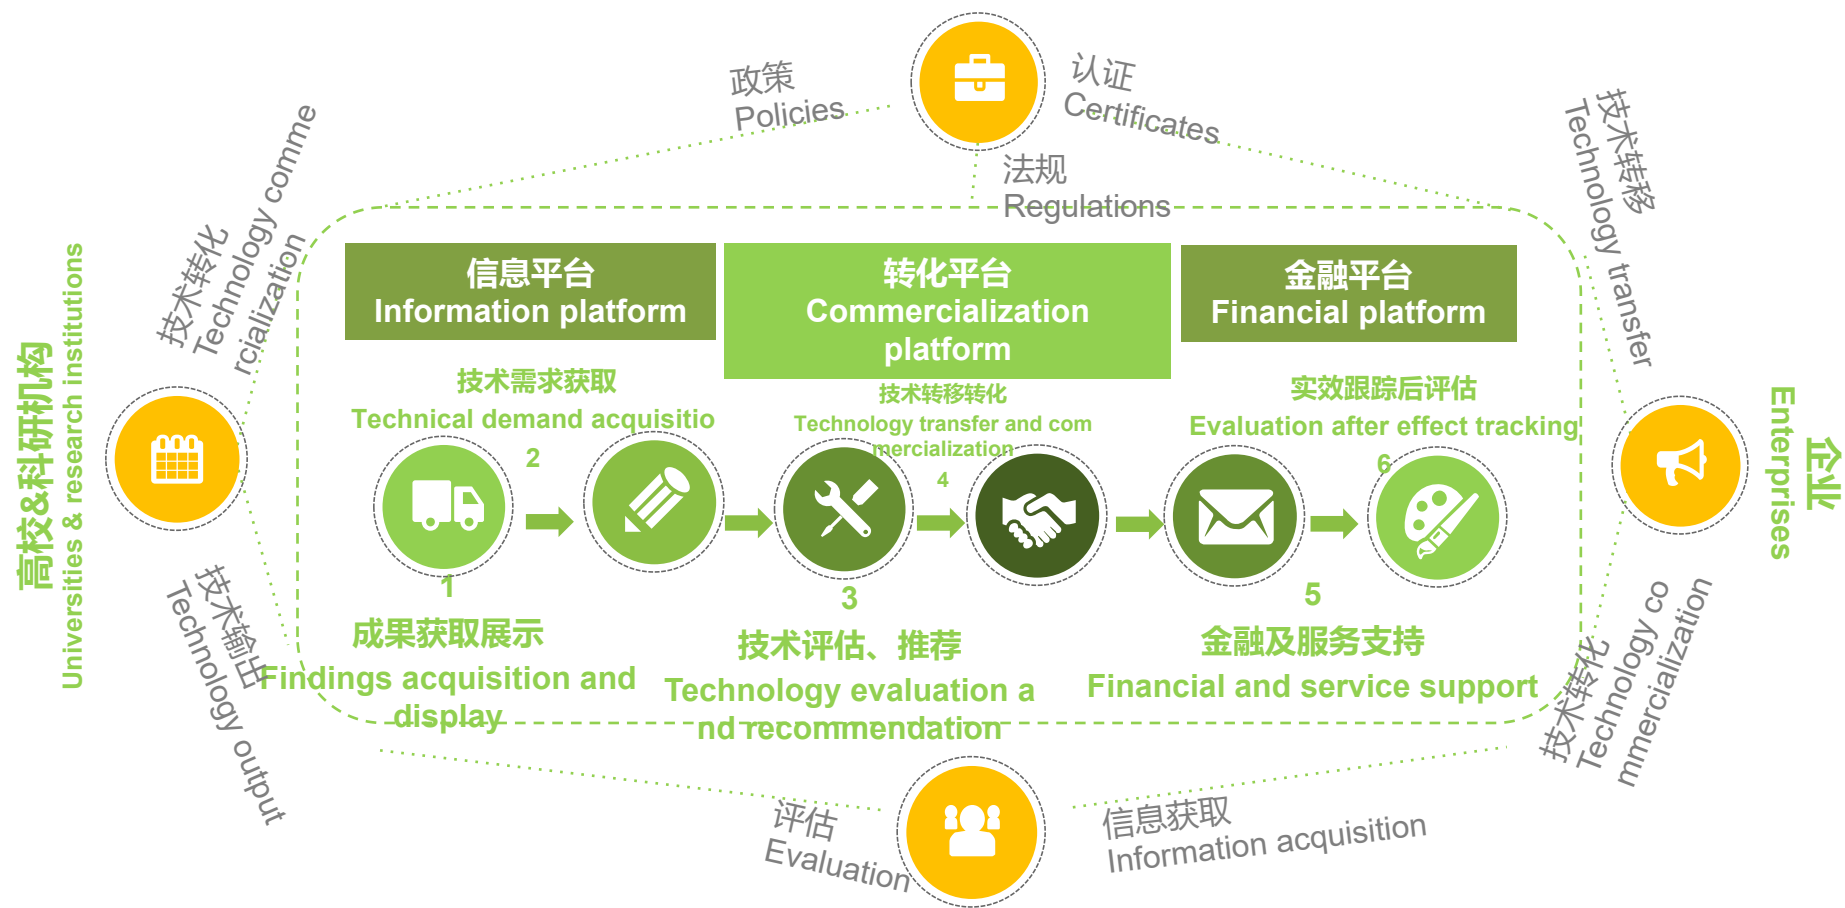 政策
Policies
认证
Certificates
法规
Regulations
技术转化
Technology comme
rcialization
技术转移
Technology transfer
高校&科研机构
Universities & research institutions
企业
Enterprises
信息平台
Information platform
转化平台
Commercialization
platform
金融平台
Financial platform
技术需求获取
Technical demand acquisitio
2
技术转移转化
Technology transfer and com
mercialization
4
实效跟踪后评估
Evaluation after effect tracking
6
1
成果获取展示
Findings acquisition and
display
3
技术评估、推荐
Technology evaluation a
nd recommendation
5
金融及服务支持
Financial and service support
技术输出
Technology output
技术转化
Technology co
mmercialization
评估
Evaluation
信息获取
Information acquisition